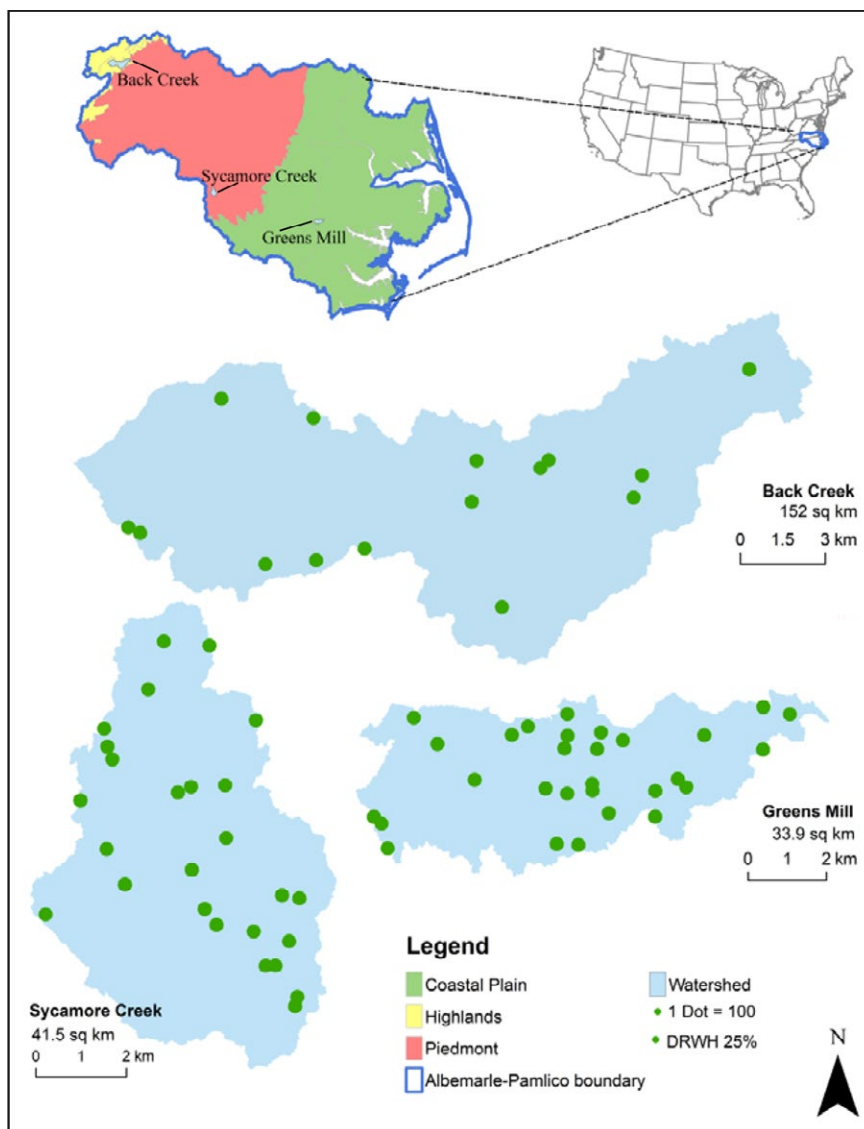 Back Creek
Sycamore Creek
Greens Mill
Back Creek
152 sq km
0 1.5 3 km
Greens Mill
33.9 sq km
0 1 2 km
Sycamore Creek
41.5 sq km
0 1 2 km
Legend
Coastal Plain
Highlands
Piedmont
Albemarle-Pamlico boundary
Watershed
1 Dot = 100
DRWH 25%
N